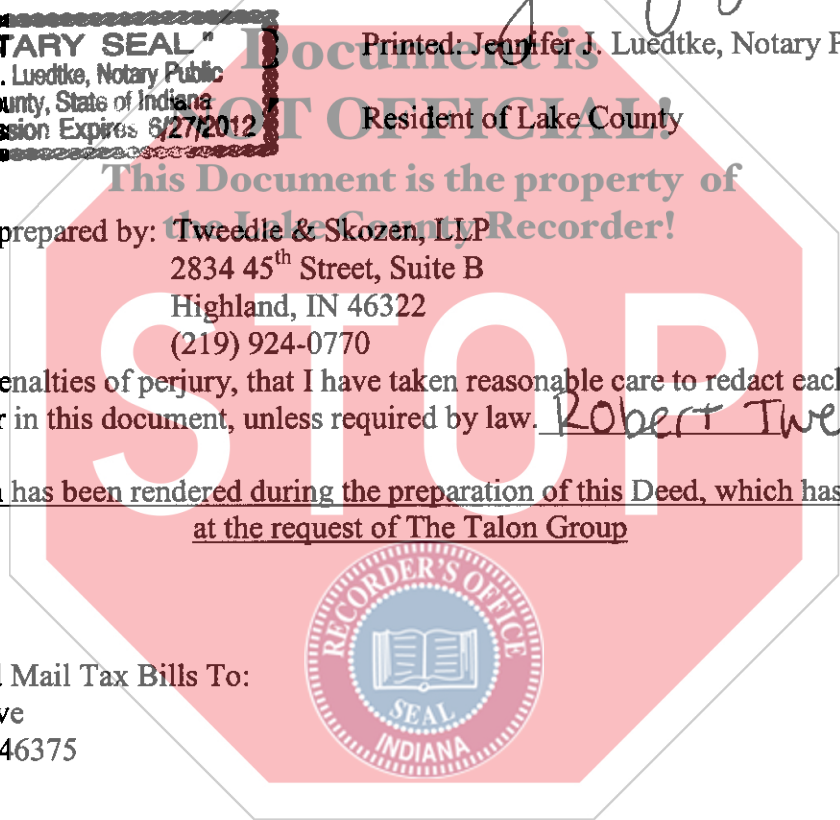 TARY SEAL"
. Luedtke, Notary Public
unty, State of Indiana
ssion Expires 6/27/2012
Document is
Printed: Jennifer J. Luedtke, Notary P
NOT OFFICIAL!
Resident of Lake County
This Document is the property of
the Lake County Recorder!
prepared by: Tweedle & Skozen, LLP
2834 45th Street, Suite B
Highland, IN 46322
(219) 924-0770
STOP
enalties of perjury, that I have taken reasonable care to redact each
r in this document, unless required by law. Robert Twe
n has been rendered during the preparation of this Deed, which has
at the request of The Talon Group
RECORDER'S OFFICE
SEAL
INDIANA
d Mail Tax Bills To:
ve
46375